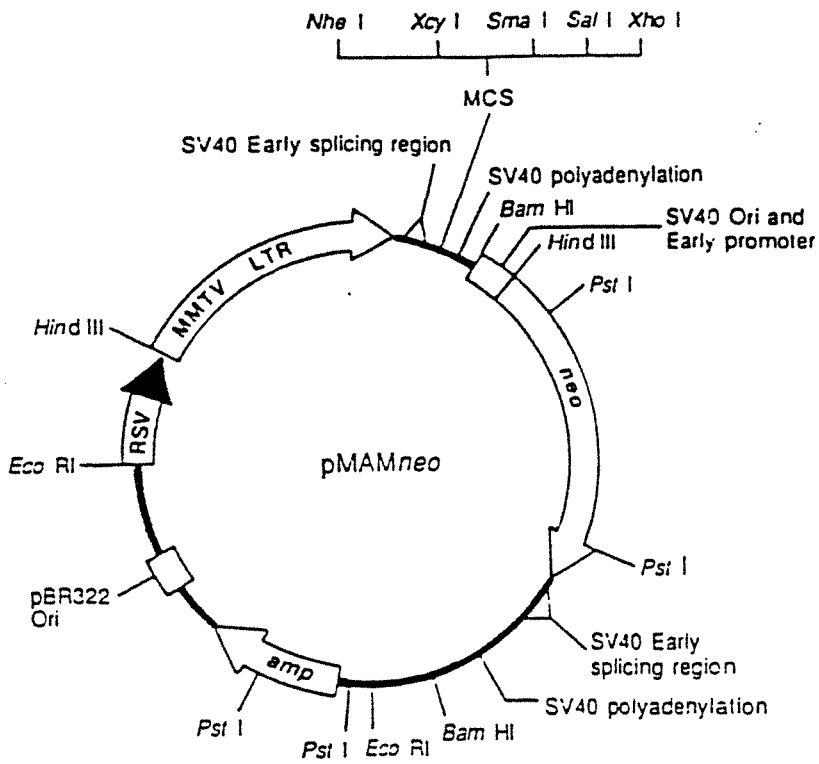 Nhe I Xcy I Sma I Sal I Xho I
MCS
SV40 Early splicing region
SV40 polyadenylation
Bam HI
SV40 Ori and
Early promoter
Hind III
Pst I
MMTV LTR
Hind III
neo
RSV
Eco RI
pMAMneo
Pst I
pBR322
Ori
SV40 Early
splicing region
amp
SV40 polyadenylation
Pst I
Pst I
Eco RI
Bam HI